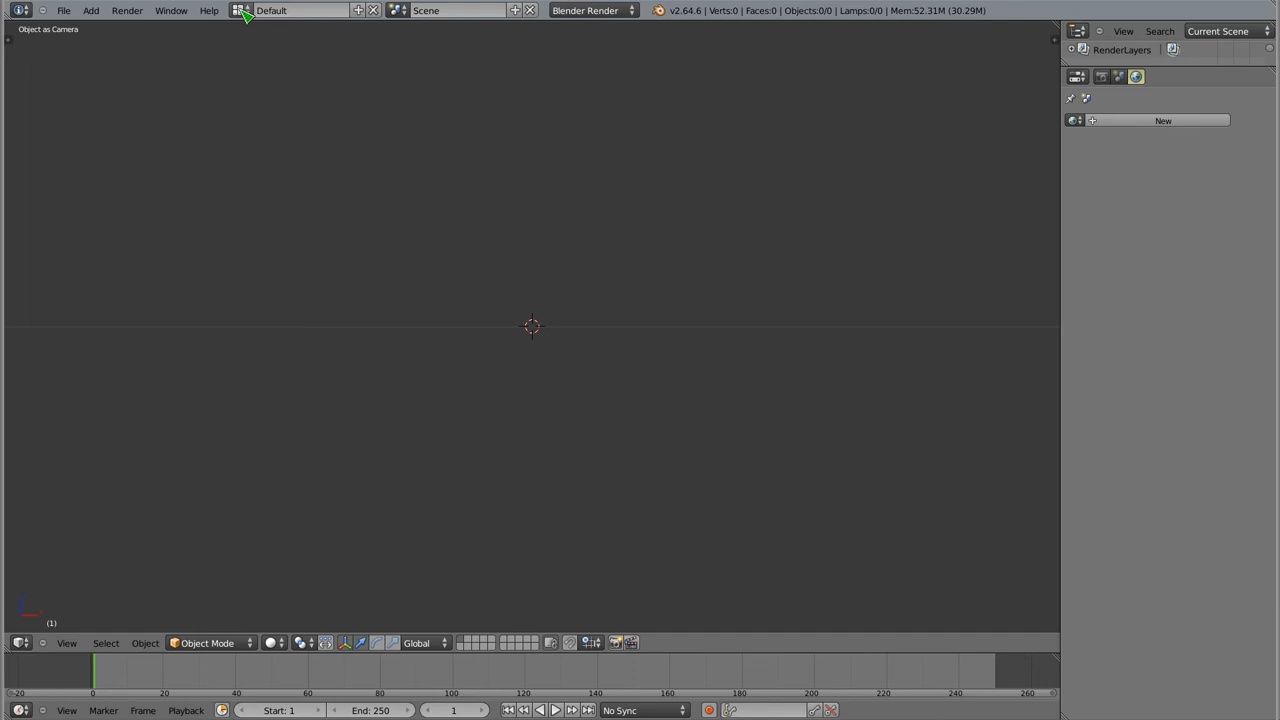 File Add Render Window Help Default Scene Blender Render v2.64.6 | Verts:0 | Faces:0 | Objects:0/0 | Lamps:0/0 | Mem:52.31M (30.29M)
Object as Camera
View Search Current Scene
RenderLayers
New
(1)
View Select Object Object Mode Global
-20 0 20 40 60 80 100 120 140 160 180 200 220 240 260
View Marker Frame Playback Start: 1 End: 250 1 No Sync